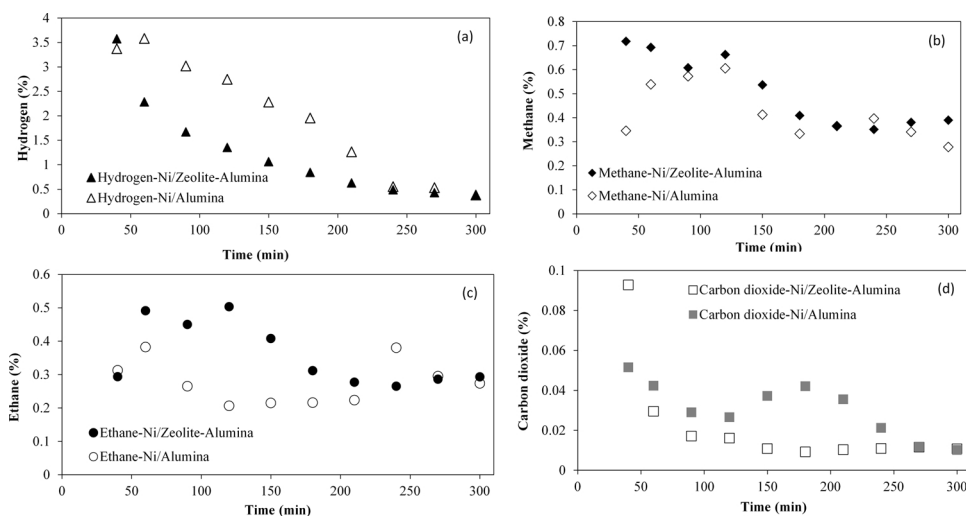 4
3.5
3
2.5
2
1.5
1
0.5
0
Hydrogen (%)
(a)
Hydrogen-Ni/Zeolite-Alumina
Hydrogen-Ni/Alumina
0 50 100 150 200 250 300
Time (min)
0.8
0.7
0.6
0.5
0.4
0.3
0.2
0.1
0
Methane (%)
(b)
Methane-Ni/Zeolite-Alumina
Methane-Ni/Alumina
0 50 100 150 200 250 300
Time (min)
0.6
0.5
0.4
0.3
0.2
0.1
0
Ethane (%)
(c)
Ethane-Ni/Zeolite-Alumina
Ethane-Ni/Alumina
0 50 100 150 200 250 300
Time (min)
0.1
0.08
0.06
0.04
0.02
0
Carbon dioxide (%)
(d)
Carbon dioxide-Ni/Zeolite-Alumina
Carbon dioxide-Ni/Alumina
0 50 100 150 200 250 300
Time (min)